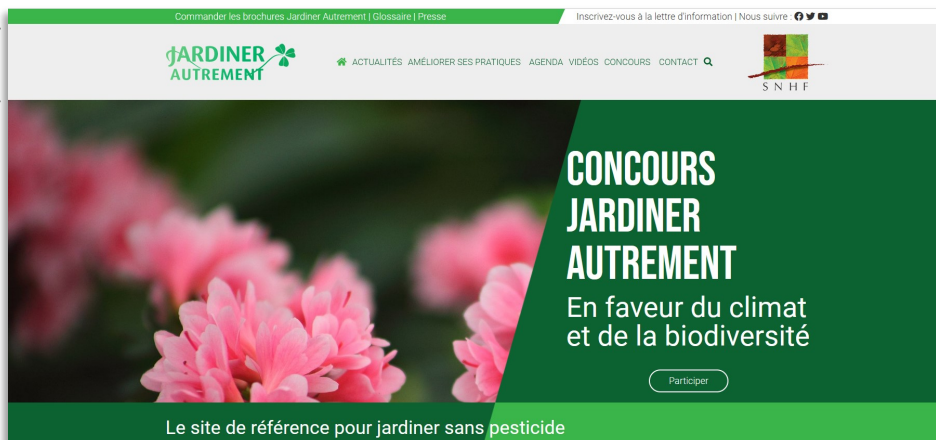 Commander les brochures Jardiner Autrement | Glossaire | Presse
Inscrivez-vous à la lettre d'information | Nous suivre :
JARDINER
AUTREMENT
ACTUALITÉS AMÉLIORER SES PRATIQUES AGENDA VIDÉOS CONCOURS CONTACT
SNHF
CONCOURS
JARDINER
AUTREMENT
En faveur du climat
et de la biodiversité
Participer
Le site de référence pour jardiner sans pesticide